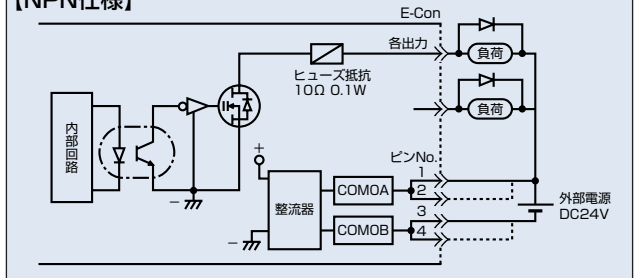 【NPN仕様】
E-Con
各出力
負荷
ヒューズ抵抗
10Ω 0.1W
負荷
内部回路
ピンNo.
+
1
COM0A
2
整流器
外部電源
DC24V
3
COM0B
4
−
−